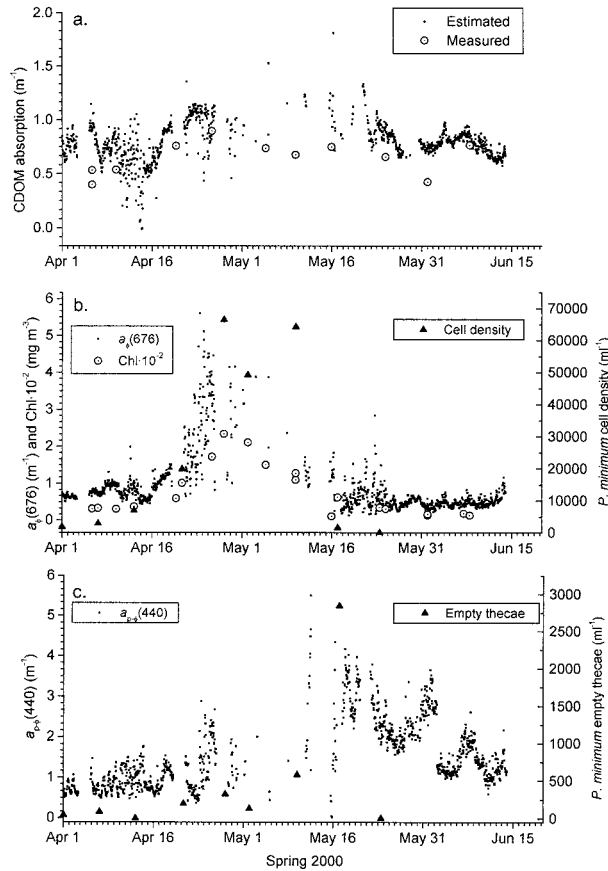 a.
Estimated
Measured
CDOM absorption (m⁻¹)
2.0
1.5
1.0
0.5
0.0
Apr 1 Apr 16 May 1 May 16 May 31 Jun 15
b.
aϕ(676)
Chl·10⁻²
Cell density
aϕ(676) (m⁻¹) and Chl·10⁻² (mg m⁻³)
6
5
4
3
2
1
0
70000
60000
50000
40000
30000
20000
10000
0
P. minimum cell density (ml⁻¹)
Apr 1 Apr 16 May 1 May 16 May 31 Jun 15
c.
aₚ₋ϕ(440)
Empty thecae
aₚ₋ϕ(440) (m⁻¹)
6
5
4
3
2
1
0
3000
2500
2000
1500
1000
500
0
P. minimum empty thecae (ml⁻¹)
Apr 1 Apr 16 May 1 May 16 May 31 Jun 15
Spring 2000